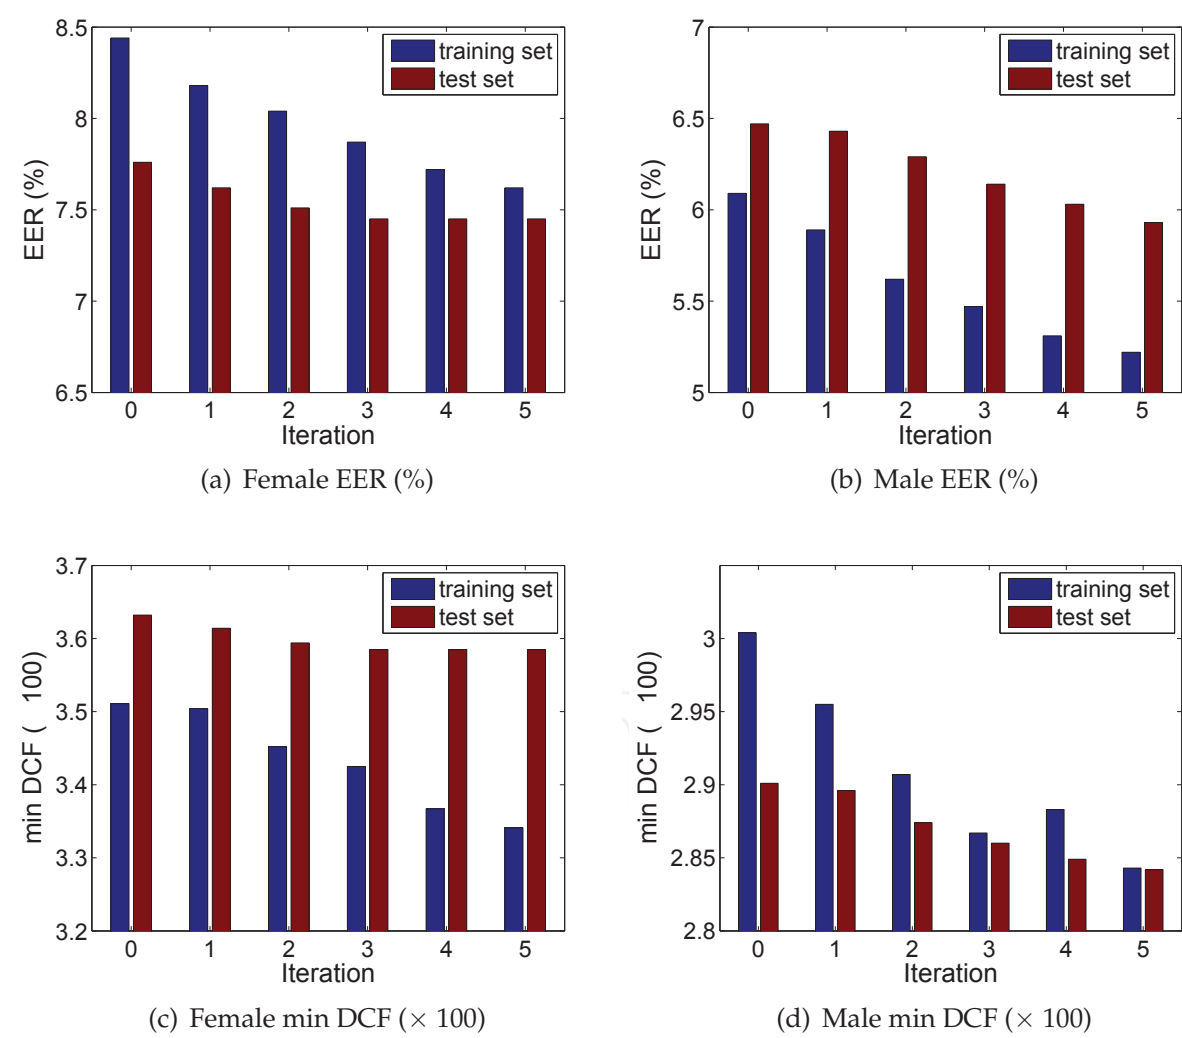 8.5
8
7.5
7
6.5
EER (%)
training set
test set
0 1 2 3 4 5
Iteration
(a) Female EER (%)
7
6.5
6
5.5
5
EER (%)
training set
test set
0 1 2 3 4 5
Iteration
(b) Male EER (%)
3.7
3.6
3.5
3.4
3.3
3.2
min DCF ( 100)
training set
test set
0 1 2 3 4 5
Iteration
(c) Female min DCF (× 100)
3
2.95
2.9
2.85
2.8
min DCF ( 100)
training set
test set
0 1 2 3 4 5
Iteration
(d) Male min DCF (× 100)